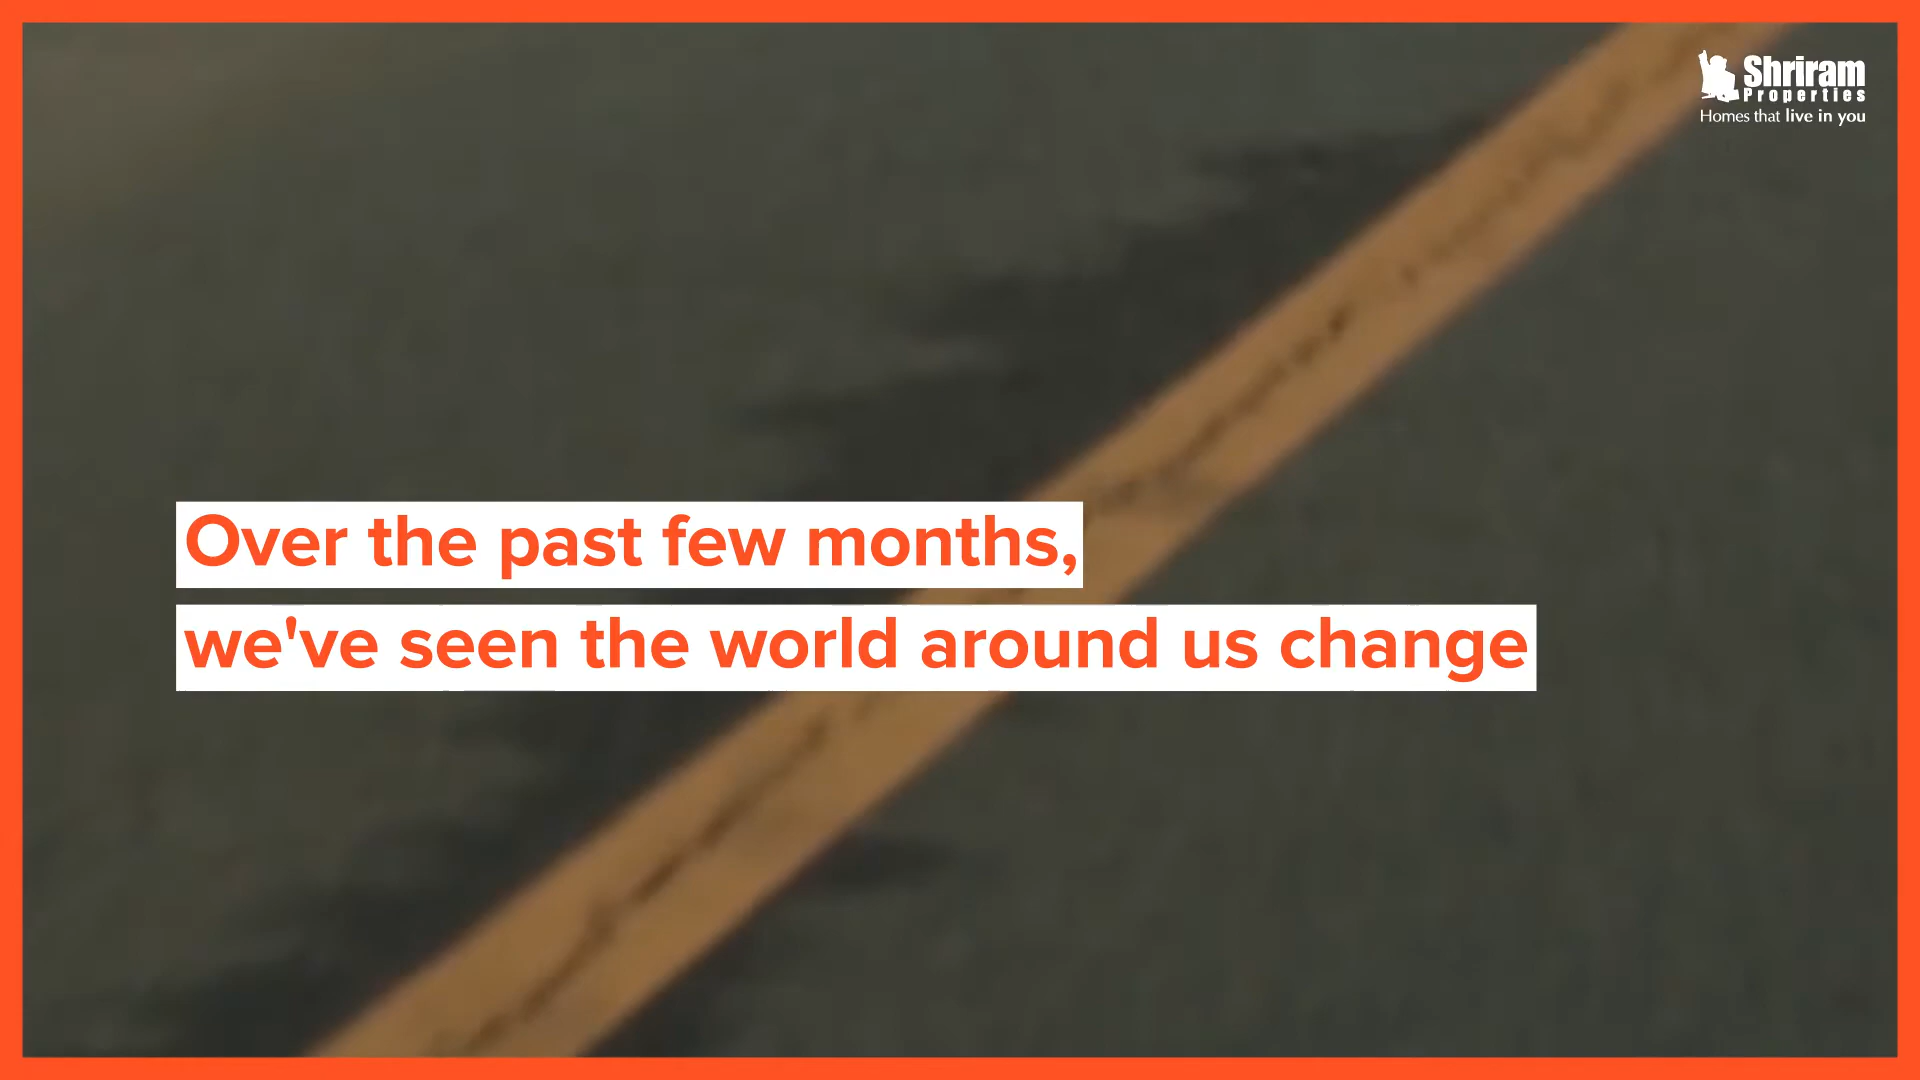 Shriram
Properties
Homes that live in you
Over the past few months,
we've seen the world around us change